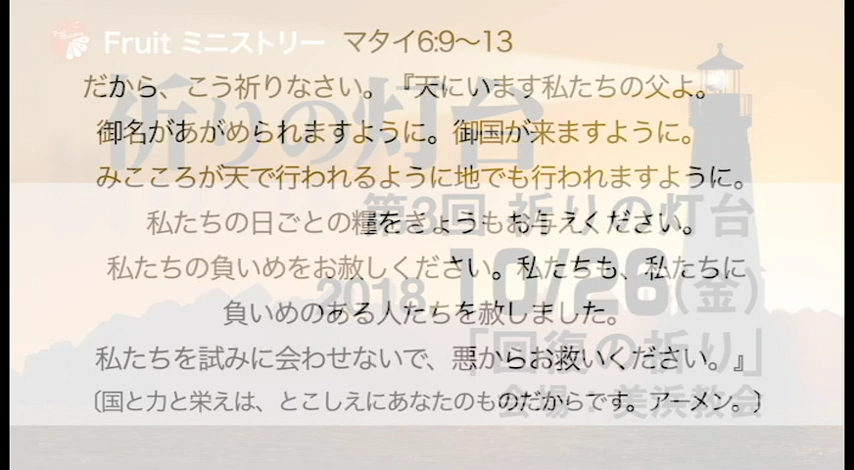 Fruit ミニストリー マタイ6:9〜13
だから、こう祈りなさい。『天にいます私たちの父よ。
御名があがめられますように。御国が来ますように。
みこころが天で行われるように地でも行われますように。
私たちの日ごとの糧をきょうもお与えください。
私たちの負いめをお赦しください。私たちも、私たちに
負いめのある人たちを赦しました。
私たちを試みに会わせないで、悪からお救いください。』
〔国と力と栄えは、とこしえにあなたのものだからです。アーメン。〕
祈りの灯台
第3回 祈りの灯台
2018 10/26(金)
「回復の祈り」
会場：美浜教会